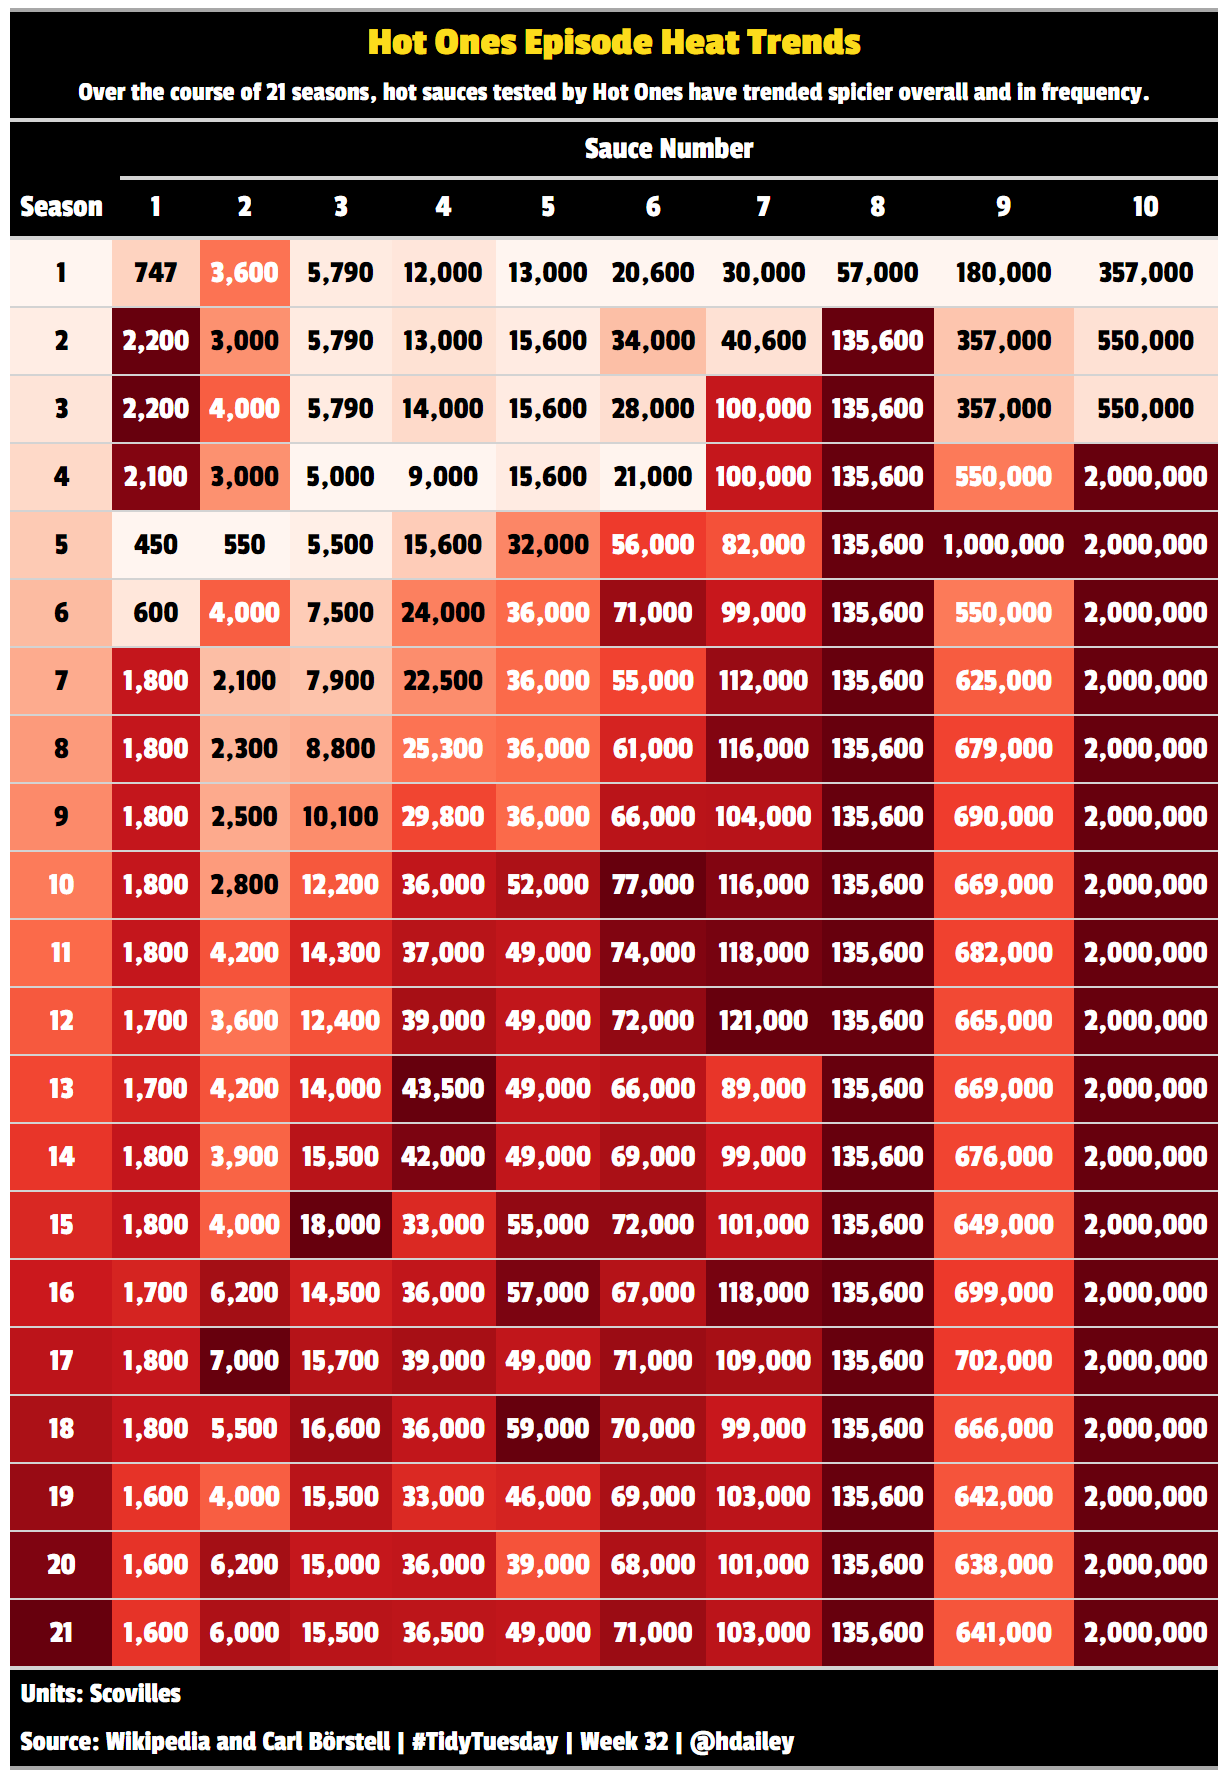 Hot Ones Episode Heat Trends
Over the course of 21 seasons, hot sauces tested by Hot Ones have trended spicier overall and in frequency.
Sauce Number
Season 1 2 3 4 5 6 7 8 9 10
1 747 3,600 5,790 12,000 13,000 20,600 30,000 57,000 180,000 357,000
2 2,200 3,000 5,790 13,000 15,600 34,000 40,600 135,600 357,000 550,000
3 2,200 4,000 5,790 14,000 15,600 28,000 100,000 135,600 357,000 550,000
4 2,100 3,000 5,000 9,000 15,600 21,000 100,000 135,600 550,000 2,000,000
5 450 550 5,500 15,600 32,000 56,000 82,000 135,600 1,000,000 2,000,000
6 600 4,000 7,500 24,000 36,000 71,000 99,000 135,600 550,000 2,000,000
7 1,800 2,100 7,900 22,500 36,000 55,000 112,000 135,600 625,000 2,000,000
8 1,800 2,300 8,800 25,300 36,000 61,000 116,000 135,600 679,000 2,000,000
9 1,800 2,500 10,100 29,800 36,000 66,000 104,000 135,600 690,000 2,000,000
10 1,800 2,800 12,200 36,000 52,000 77,000 116,000 135,600 669,000 2,000,000
11 1,800 4,200 14,300 37,000 49,000 74,000 118,000 135,600 682,000 2,000,000
12 1,700 3,600 12,400 39,000 49,000 72,000 121,000 135,600 665,000 2,000,000
13 1,700 4,200 14,000 43,500 49,000 66,000 89,000 135,600 669,000 2,000,000
14 1,800 3,900 15,500 42,000 49,000 69,000 99,000 135,600 676,000 2,000,000
15 1,800 4,000 18,000 33,000 55,000 72,000 101,000 135,600 649,000 2,000,000
16 1,700 6,200 14,500 36,000 57,000 67,000 118,000 135,600 699,000 2,000,000
17 1,800 7,000 15,700 39,000 49,000 71,000 109,000 135,600 702,000 2,000,000
18 1,800 5,500 16,600 36,000 59,000 70,000 99,000 135,600 666,000 2,000,000
19 1,600 4,000 15,500 33,000 46,000 69,000 103,000 135,600 642,000 2,000,000
20 1,600 6,200 15,000 36,000 39,000 68,000 101,000 135,600 638,000 2,000,000
21 1,600 6,000 15,500 36,500 49,000 71,000 103,000 135,600 641,000 2,000,000
Units: Scovilles
Source: Wikipedia and Carl Börstell | #TidyTuesday | Week 32 | @hdailey